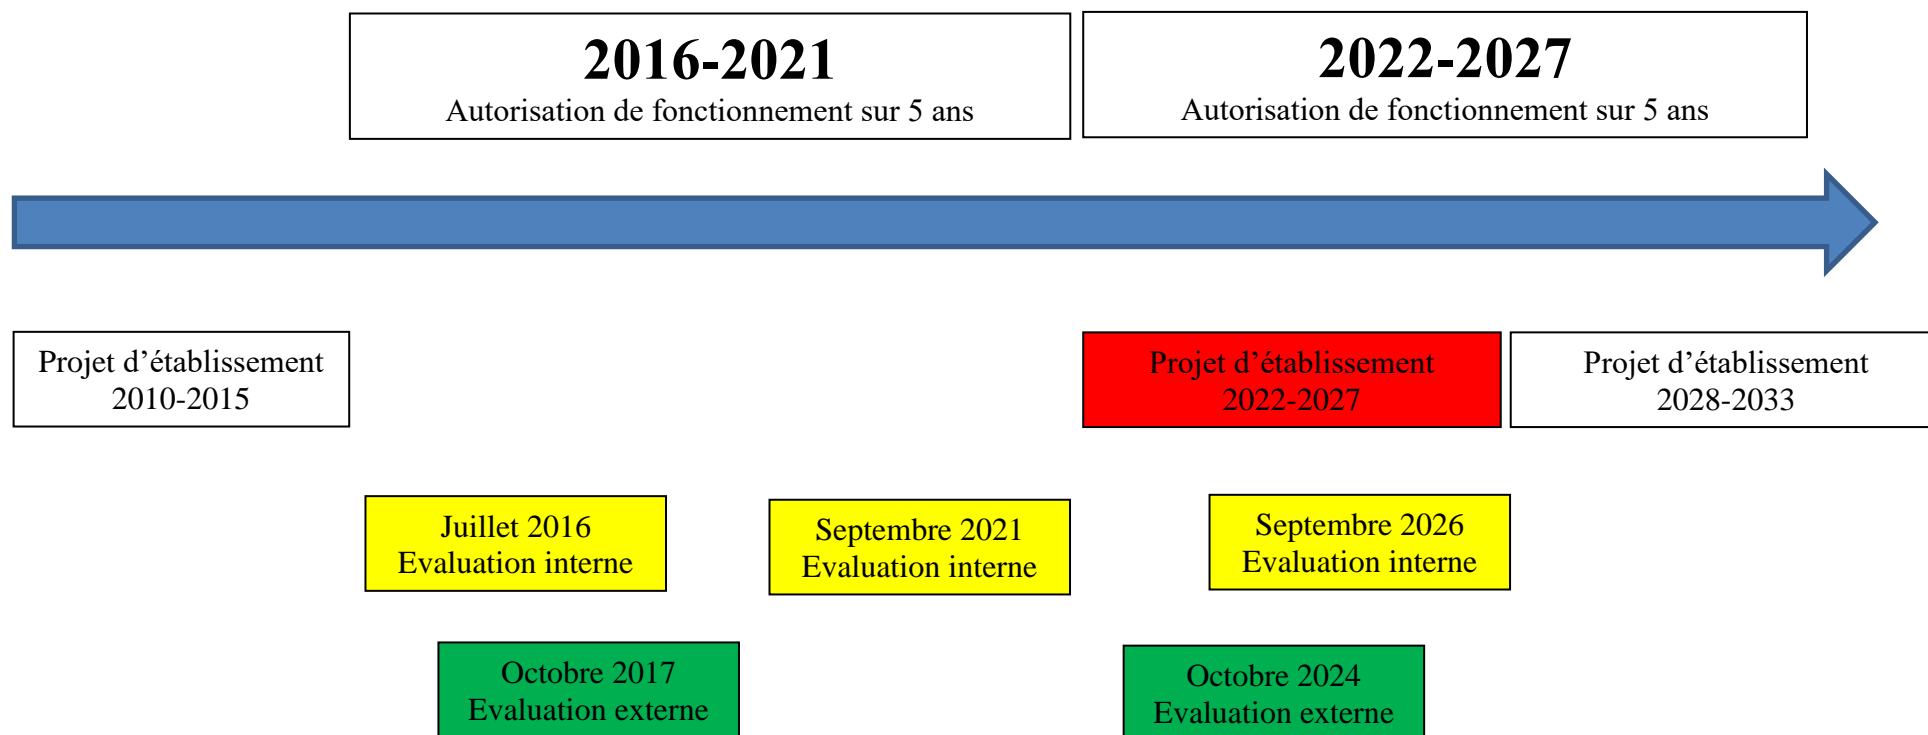 2016-2021
Autorisation de fonctionnement sur 5 ans
2022-2027
Autorisation de fonctionnement sur 5 ans
Projet d’établissement
2010-2015
Projet d’établissement
2022-2027
Projet d’établissement
2028-2033
Juillet 2016
Evaluation interne
Septembre 2021
Evaluation interne
Septembre 2026
Evaluation interne
Octobre 2017
Evaluation externe
Octobre 2024
Evaluation externe